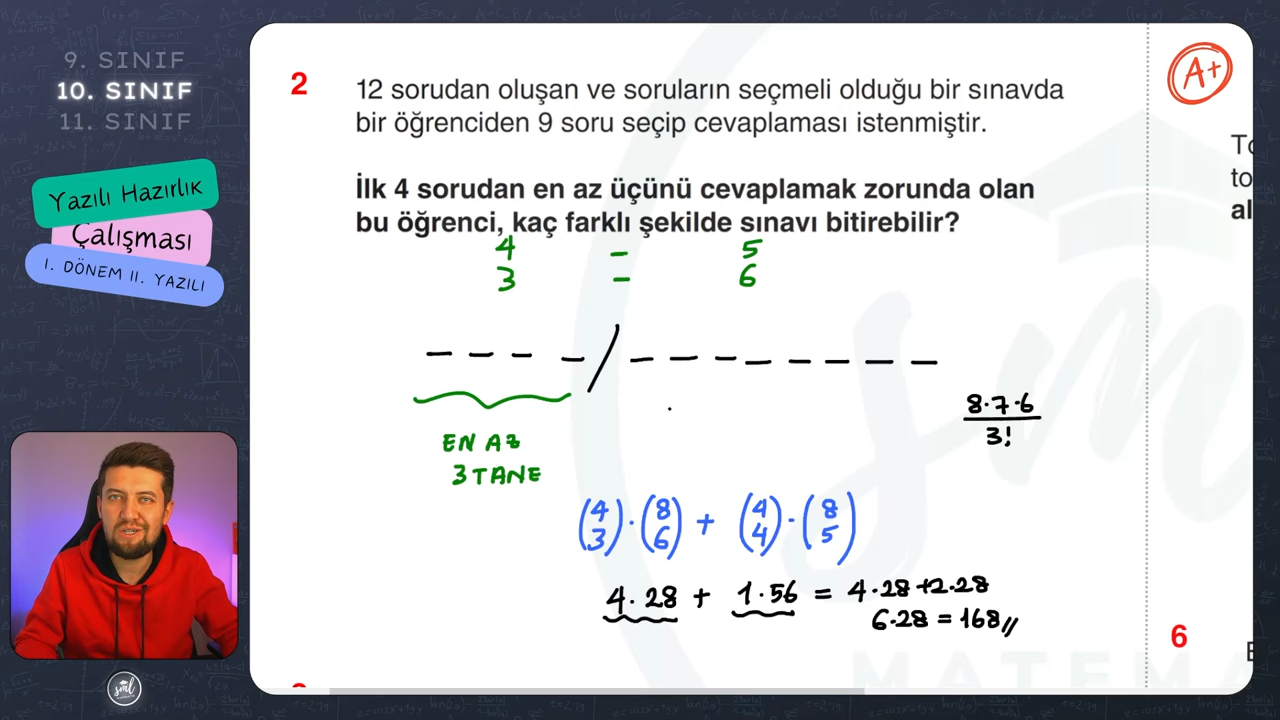 9. SINIF
10. SINIF
11. SINIF
Yazılı Hazırlık
Çalışması
I. DÖNEM II. YAZILI
2
12 sorudan oluşan ve soruların seçmeli olduğu bir sınavda
bir öğrenciden 9 soru seçip cevaplaması istenmiştir.
İlk 4 sorudan en az üçünü cevaplamak zorunda olan
bu öğrenci, kaç farklı şekilde sınavı bitirebilir?
4 - 5
3 - 6
_ _ _ _ / _ _ _ _ _ _ _ _
EN AZ
3 TANE
8·7·6
3!
(4 3)·(8 6) + (4 4)·(8 5)
4·28 + 1·56 = 4·28+2·28
6·28 = 168//
A+
al
6
sml
MATEMA